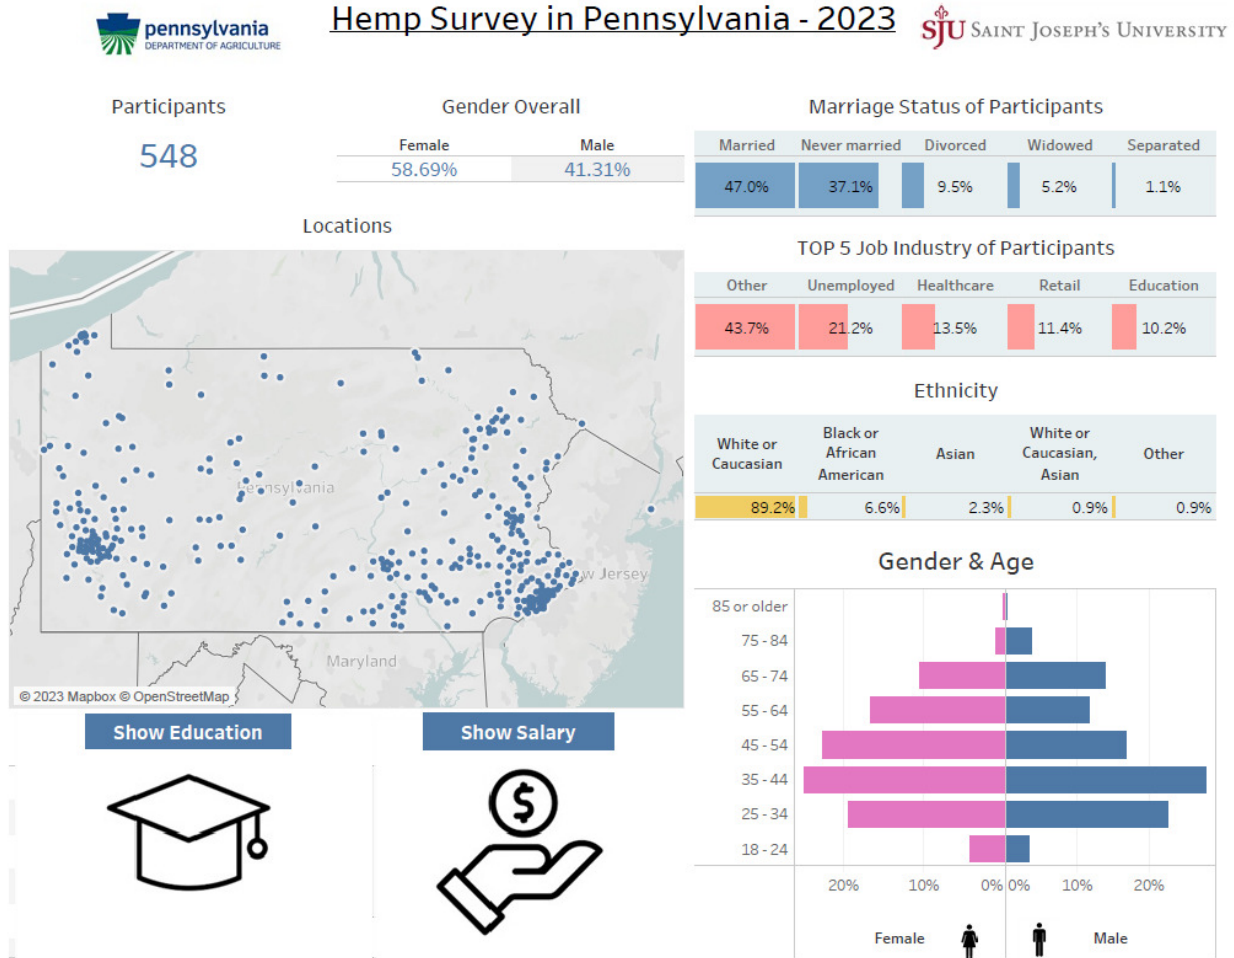 pennsylvania
DEPARTMENT OF AGRICULTURE
Hemp Survey in Pennsylvania - 2023
SJU SAINT JOSEPH'S UNIVERSITY
Participants
548
Gender Overall
Female Male
58.69% 41.31%
Marriage Status of Participants
Married Never married Divorced Widowed Separated
47.0% 37.1% 9.5% 5.2% 1.1%
Locations
Pennsylvania
w Jersey
Maryland
© 2023 Mapbox © OpenStreetMap
TOP 5 Job Industry of Participants
Other Unemployed Healthcare Retail Education
43.7% 21.2% 13.5% 11.4% 10.2%
Ethnicity
White or
Caucasian
Black or
African
American
Asian
White or
Caucasian,
Asian
Other
89.2% 6.6% 2.3% 0.9% 0.9%
Gender & Age
85 or older
75 - 84
65 - 74
55 - 64
45 - 54
35 - 44
25 - 34
18 - 24
20% 10% 0% 0% 10% 20%
Female Male
Show Education
Show Salary
$